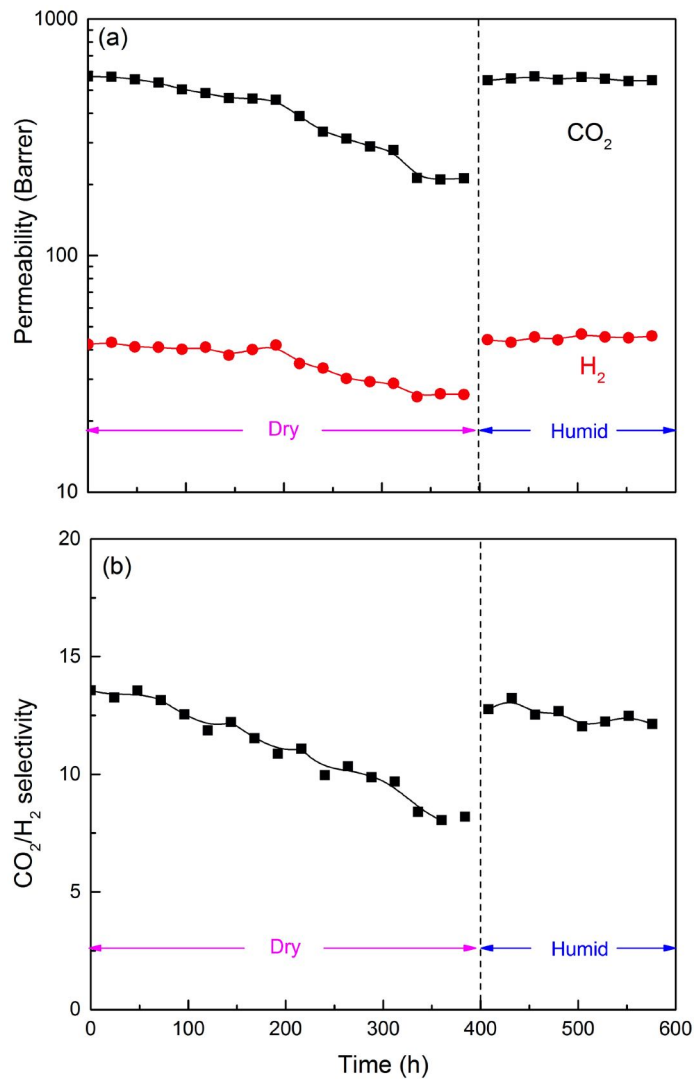 (a)
1000
100
10
Permeability (Barrer)
CO2
H2
Dry
Humid
(b)
20
15
10
5
0
CO2/H2 selectivity
Dry
Humid
0 100 200 300 400 500 600
Time (h)